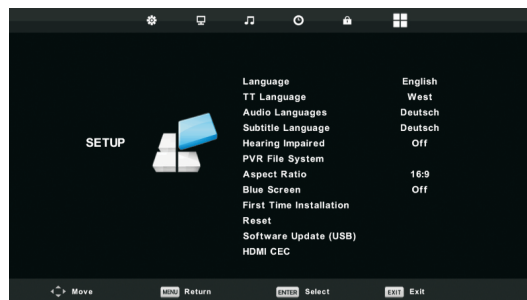 SETUP
Language English
TT Language West
Audio Languages Deutsch
Subtitle Language Deutsch
Hearing Impaired Off
PVR File System
Aspect Ratio 16:9
Blue Screen Off
First Time Installation
Reset
Software Update (USB)
HDMI CEC
Move MENU Return ENTER Select EXIT Exit